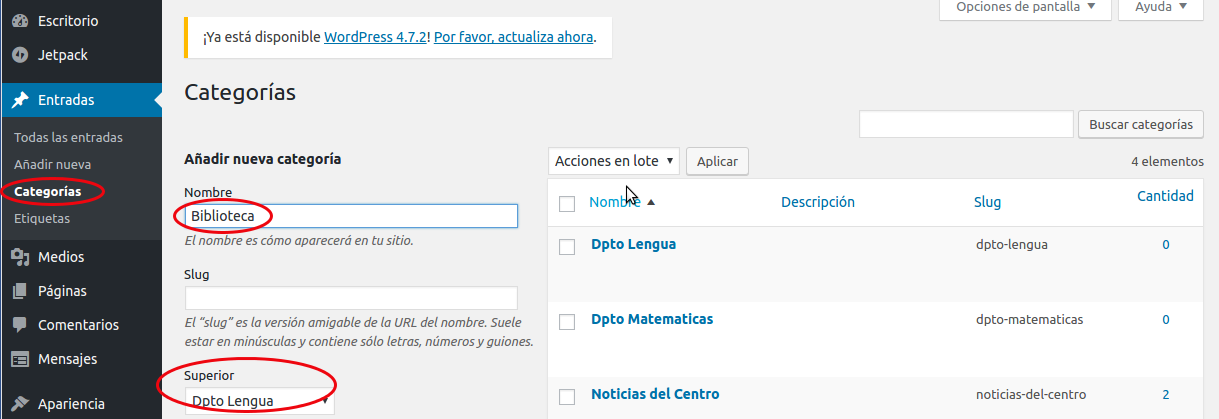 Escritorio
Jetpack
Entradas
Todas las entradas
Añadir nueva
Categorías
Etiquetas
Medios
Páginas
Comentarios
Mensajes
Apariencia
Opciones de pantalla
Ayuda
¡Ya está disponible WordPress 4.7.2! Por favor, actualiza ahora.
Categorías
Buscar categorías
Añadir nueva categoría
Nombre
Biblioteca
El nombre es cómo aparecerá en tu sitio.
Slug
El “slug” es la versión amigable de la URL del nombre. Suele
estar en minúsculas y contiene sólo letras, números y guiones.
Superior
Dpto Lengua
Acciones en lote
Aplicar
4 elementos
Nombre Descripción Slug Cantidad
Dpto Lengua dpto-lengua 0
Dpto Matematicas dpto-matematicas 0
Noticias del Centro noticias-del-centro 2